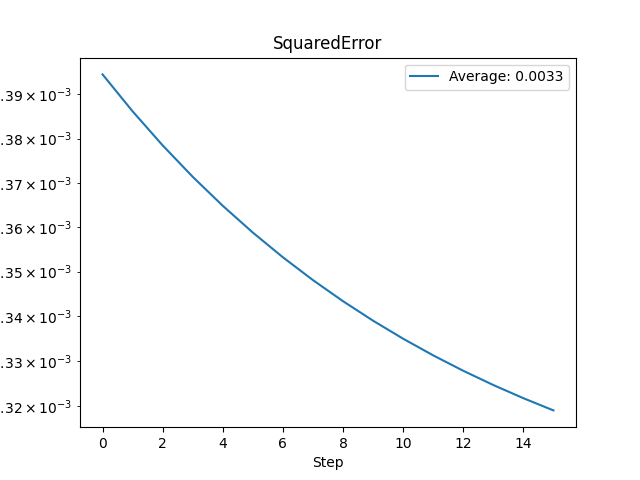 SquaredError
Average: 0.0033
.39 × 10⁻³
.38 × 10⁻³
.37 × 10⁻³
.36 × 10⁻³
.35 × 10⁻³
.34 × 10⁻³
.33 × 10⁻³
.32 × 10⁻³
0 2 4 6 8 10 12 14
Step